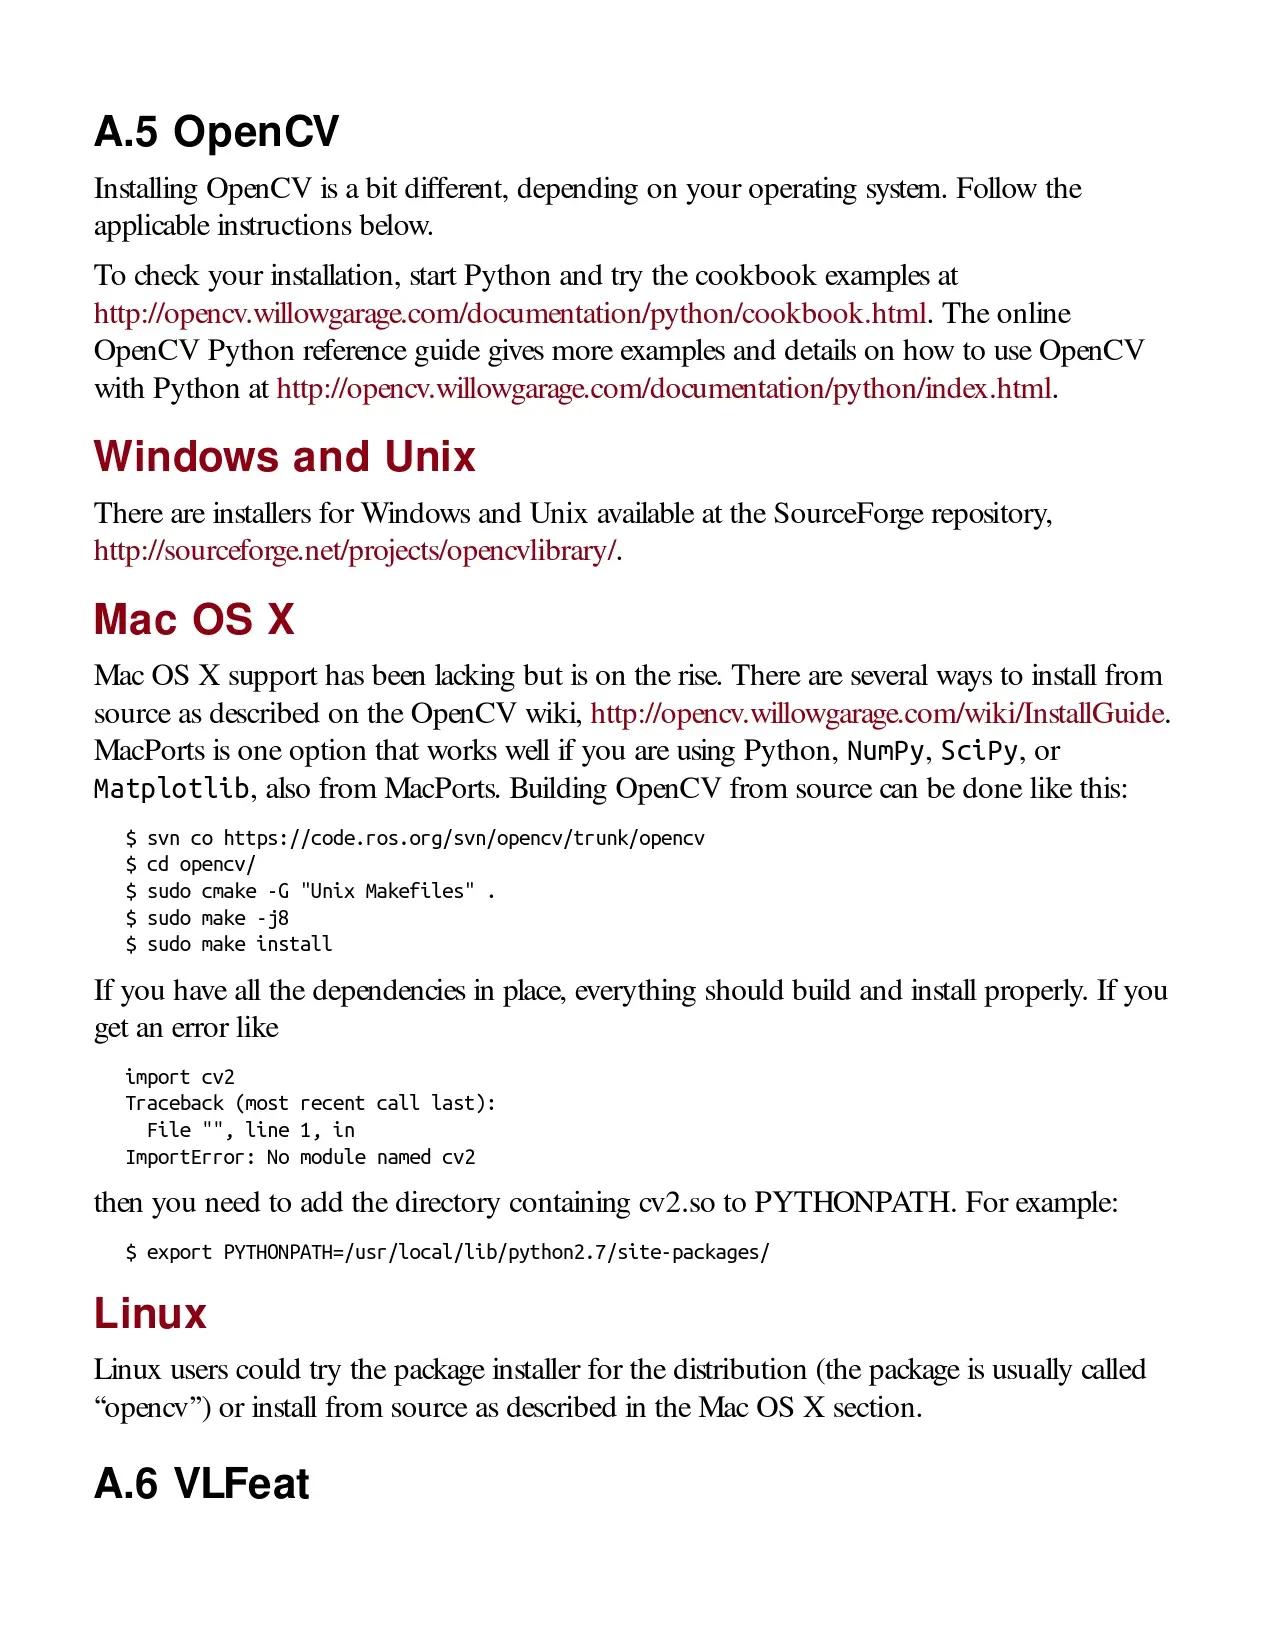 A.5 OpenCV
Installing OpenCV is a bit different, depending on your operating system. Follow the
applicable instructions below.
To check your installation, start Python and try the cookbook examples at
http://opencv.willowgarage.com/documentation/python/cookbook.html. The online
OpenCV Python reference guide gives more examples and details on how to use OpenCV
with Python at http://opencv.willowgarage.com/documentation/python/index.html.
Windows and Unix
There are installers for Windows and Unix available at the SourceForge repository,
http://sourceforge.net/projects/opencvlibrary/.
Mac OS X
Mac OS X support has been lacking but is on the rise. There are several ways to install from
source as described on the OpenCV wiki, http://opencv.willowgarage.com/wiki/InstallGuide.
MacPorts is one option that works well if you are using Python, NumPy, SciPy, or
Matplotlib, also from MacPorts. Building OpenCV from source can be done like this:
$ svn co https://code.ros.org/svn/opencv/trunk/opencv
$ cd opencv/
$ sudo cmake -G "Unix Makefiles" .
$ sudo make -j8
$ sudo make install
If you have all the dependencies in place, everything should build and install properly. If you
get an error like
import cv2
Traceback (most recent call last):
  File "", line 1, in
ImportError: No module named cv2
then you need to add the directory containing cv2.so to PYTHONPATH. For example:
$ export PYTHONPATH=/usr/local/lib/python2.7/site-packages/
Linux
Linux users could try the package installer for the distribution (the package is usually called
“opencv”) or install from source as described in the Mac OS X section.
A.6 VLFeat